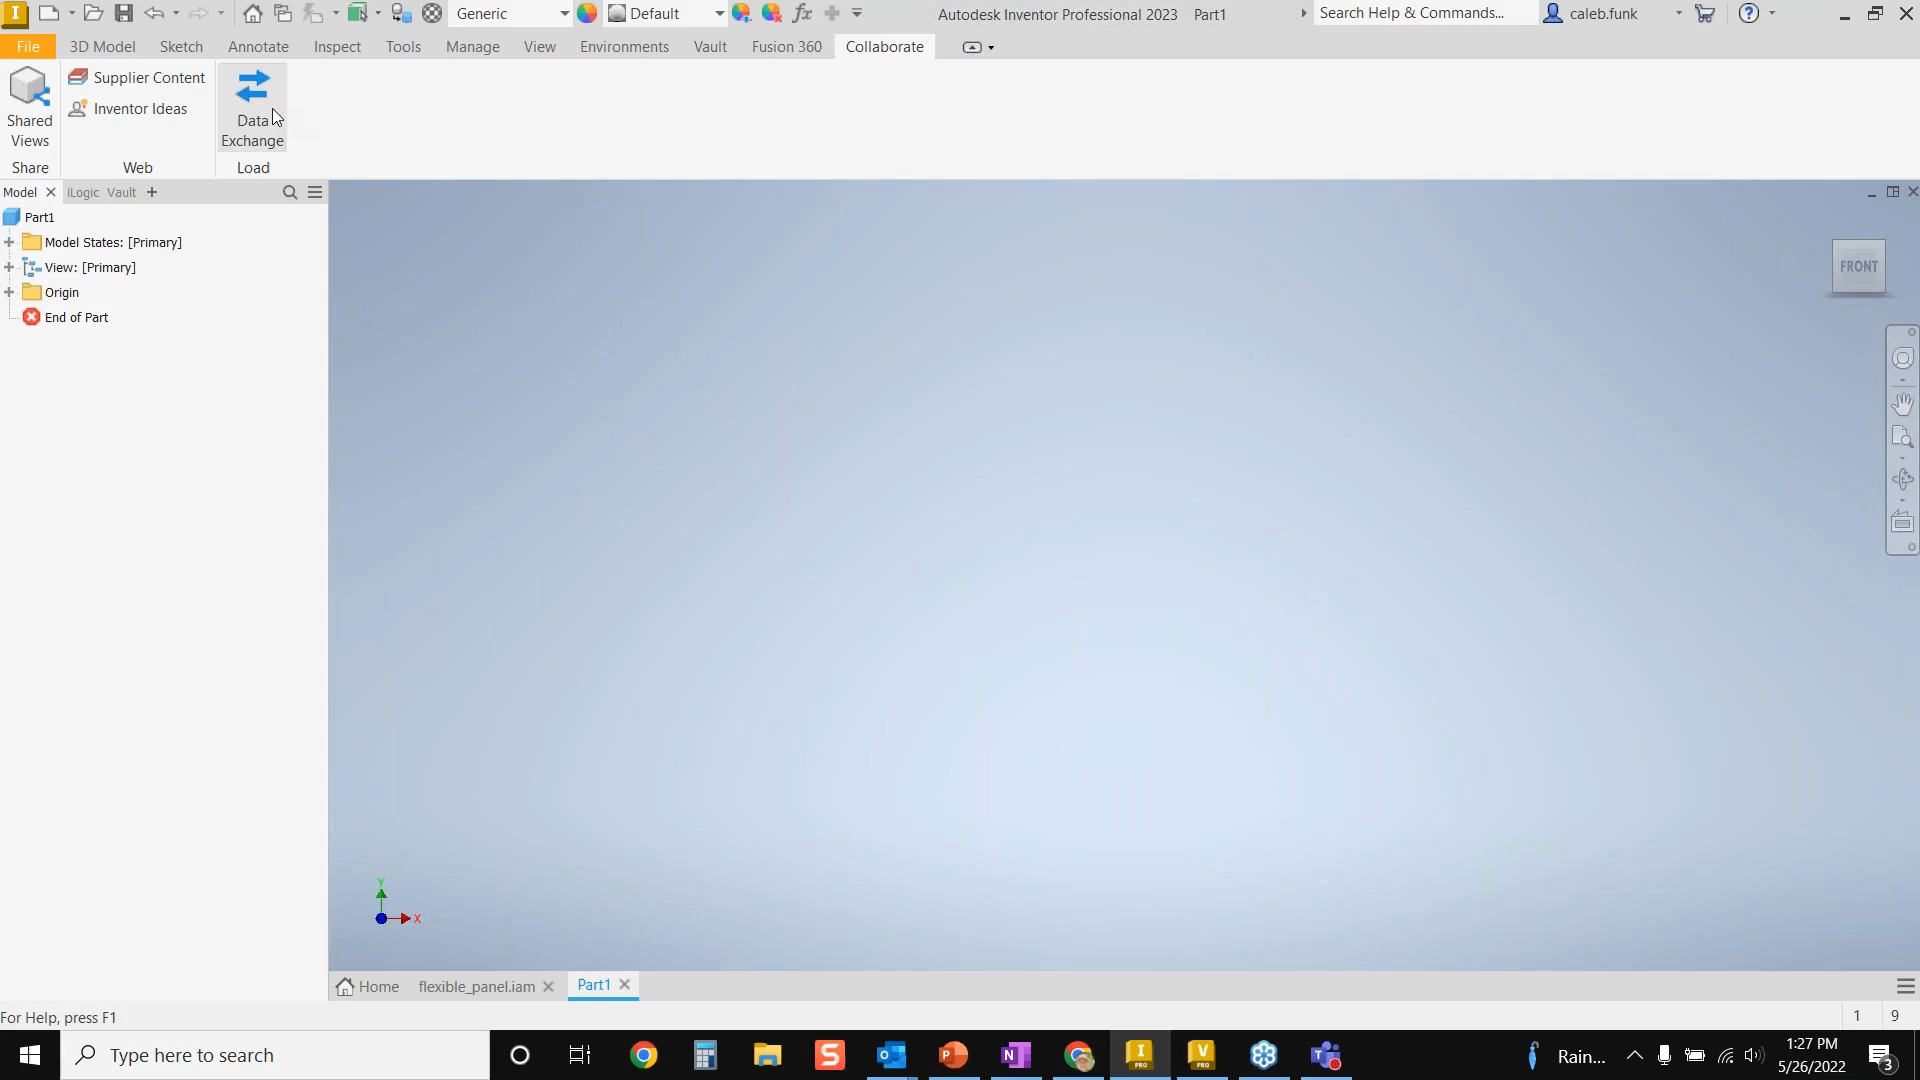 Generic
Default
Autodesk Inventor Professional 2023 Part1
Search Help & Commands...
caleb.funk
File 3D Model Sketch Annotate Inspect Tools Manage View Environments Vault Fusion 360 Collaborate
Shared
Views
Supplier Content
Inventor Ideas
Data
Exchange
Share Web Load
Model iLogic Vault
Part1
Model States: [Primary]
View: [Primary]
Origin
End of Part
FRONT
Y
X
Home flexible_panel.iam Part1
For Help, press F1
1 9
Type here to search
S
N
I
PRO
V
PRO
T
Rain...
1:27 PM
5/26/2022
3